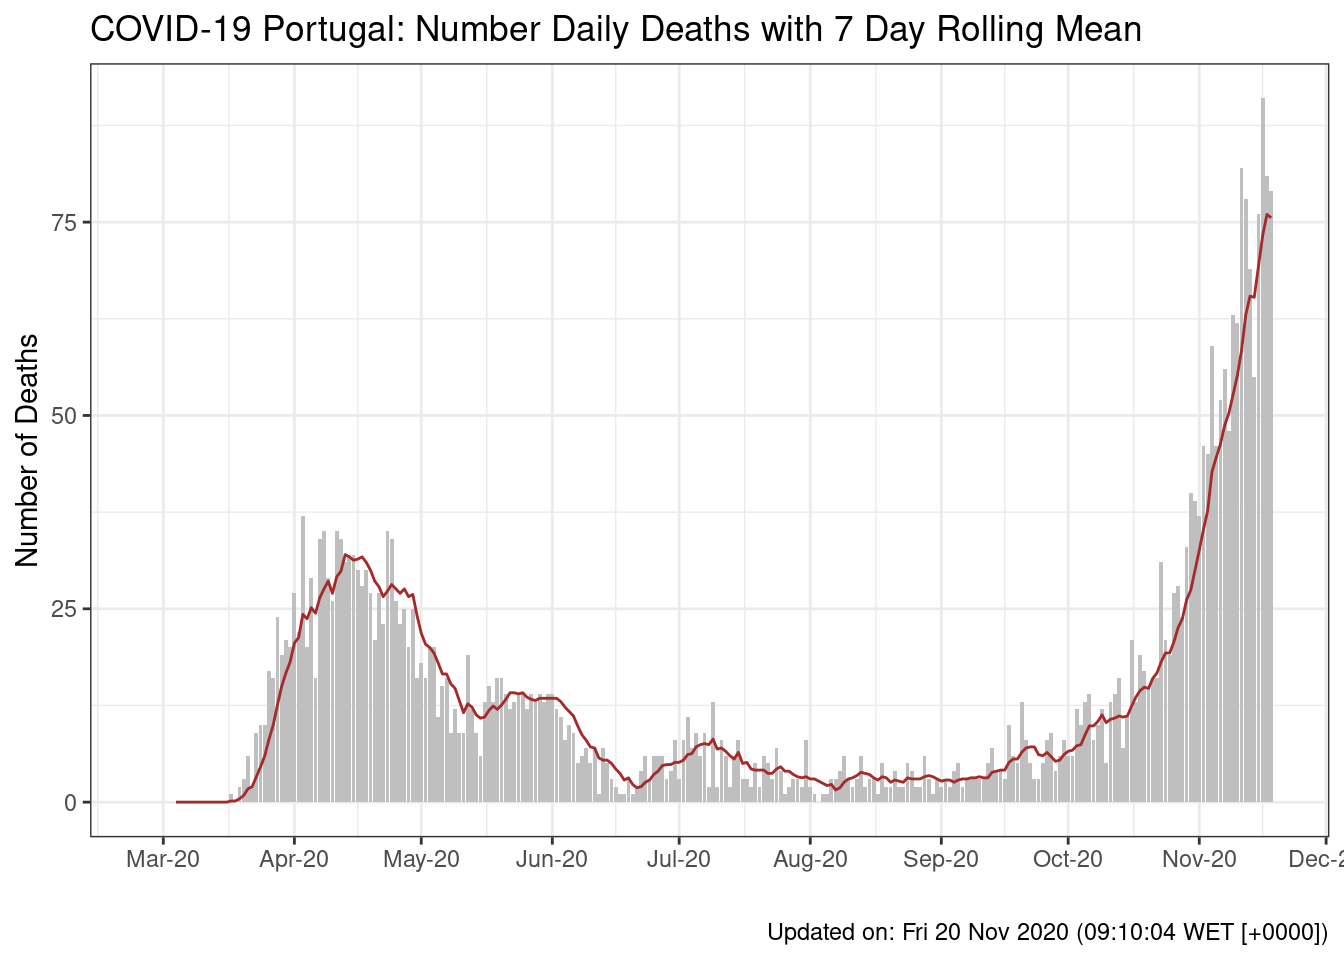 COVID-19 Portugal: Number Daily Deaths with 7 Day Rolling Mean
Number of Deaths
75
50
25
0
Mar-20 Apr-20 May-20 Jun-20 Jul-20 Aug-20 Sep-20 Oct-20 Nov-20 Dec-2
Updated on: Fri 20 Nov 2020 (09:10:04 WET [+0000])